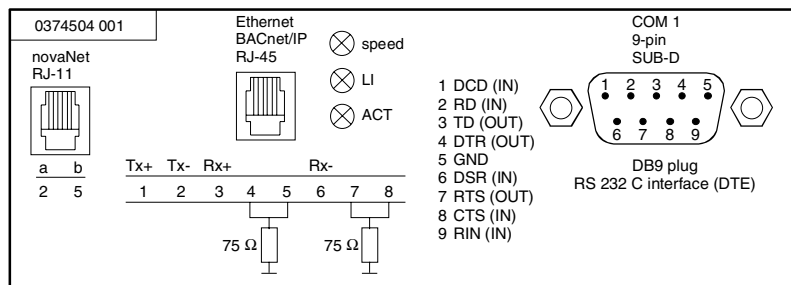 0374504 001
novaNet
RJ-11
a b
2 5
Ethernet
BACnet/IP
RJ-45
speed
LI
ACT
Tx+ Tx- Rx+ Rx-
1 2 3 4 5 6 7 8
75 Ω 75 Ω
1 DCD (IN)
2 RD (IN)
3 TD (OUT)
4 DTR (OUT)
5 GND
6 DSR (IN)
7 RTS (OUT)
8 CTS (IN)
9 RIN (IN)
COM 1
9-pin
SUB-D
1 2 3 4 5
6 7 8 9
DB9 plug
RS 232 C interface (DTE)